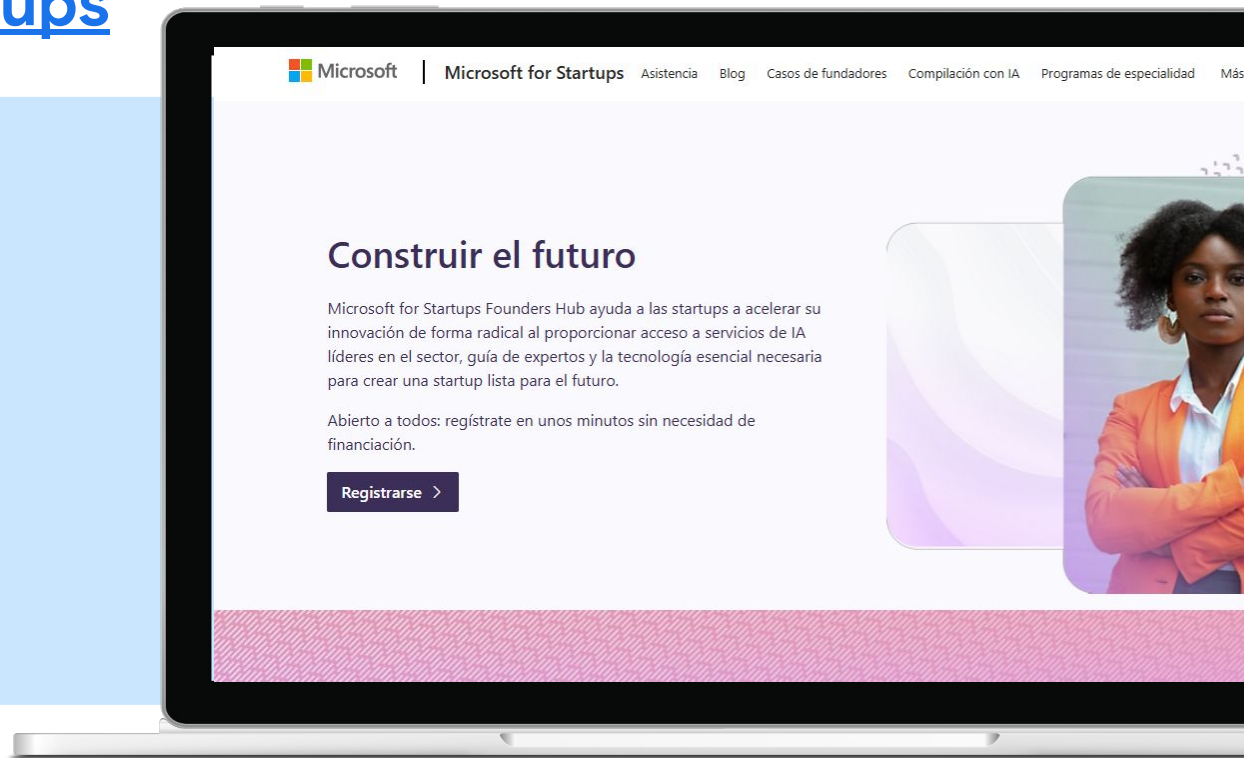 ups
Microsoft | Microsoft for Startups Asistencia Blog Casos de fundadores Compilación con IA Programas de especialidad Más
Construir el futuro
Microsoft for Startups Founders Hub ayuda a las startups a acelerar su
innovación de forma radical al proporcionar acceso a servicios de IA
líderes en el sector, guía de expertos y la tecnología esencial necesaria
para crear una startup lista para el futuro.
Abierto a todos: regístrate en unos minutos sin necesidad de
financiación.
Registrarse >